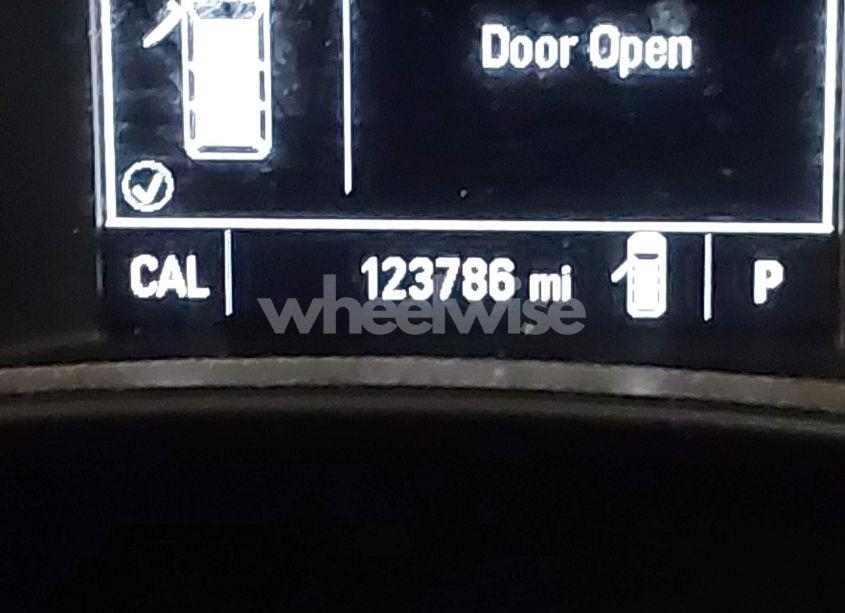 Door Open
CAL 123786 mi P
wheelwise